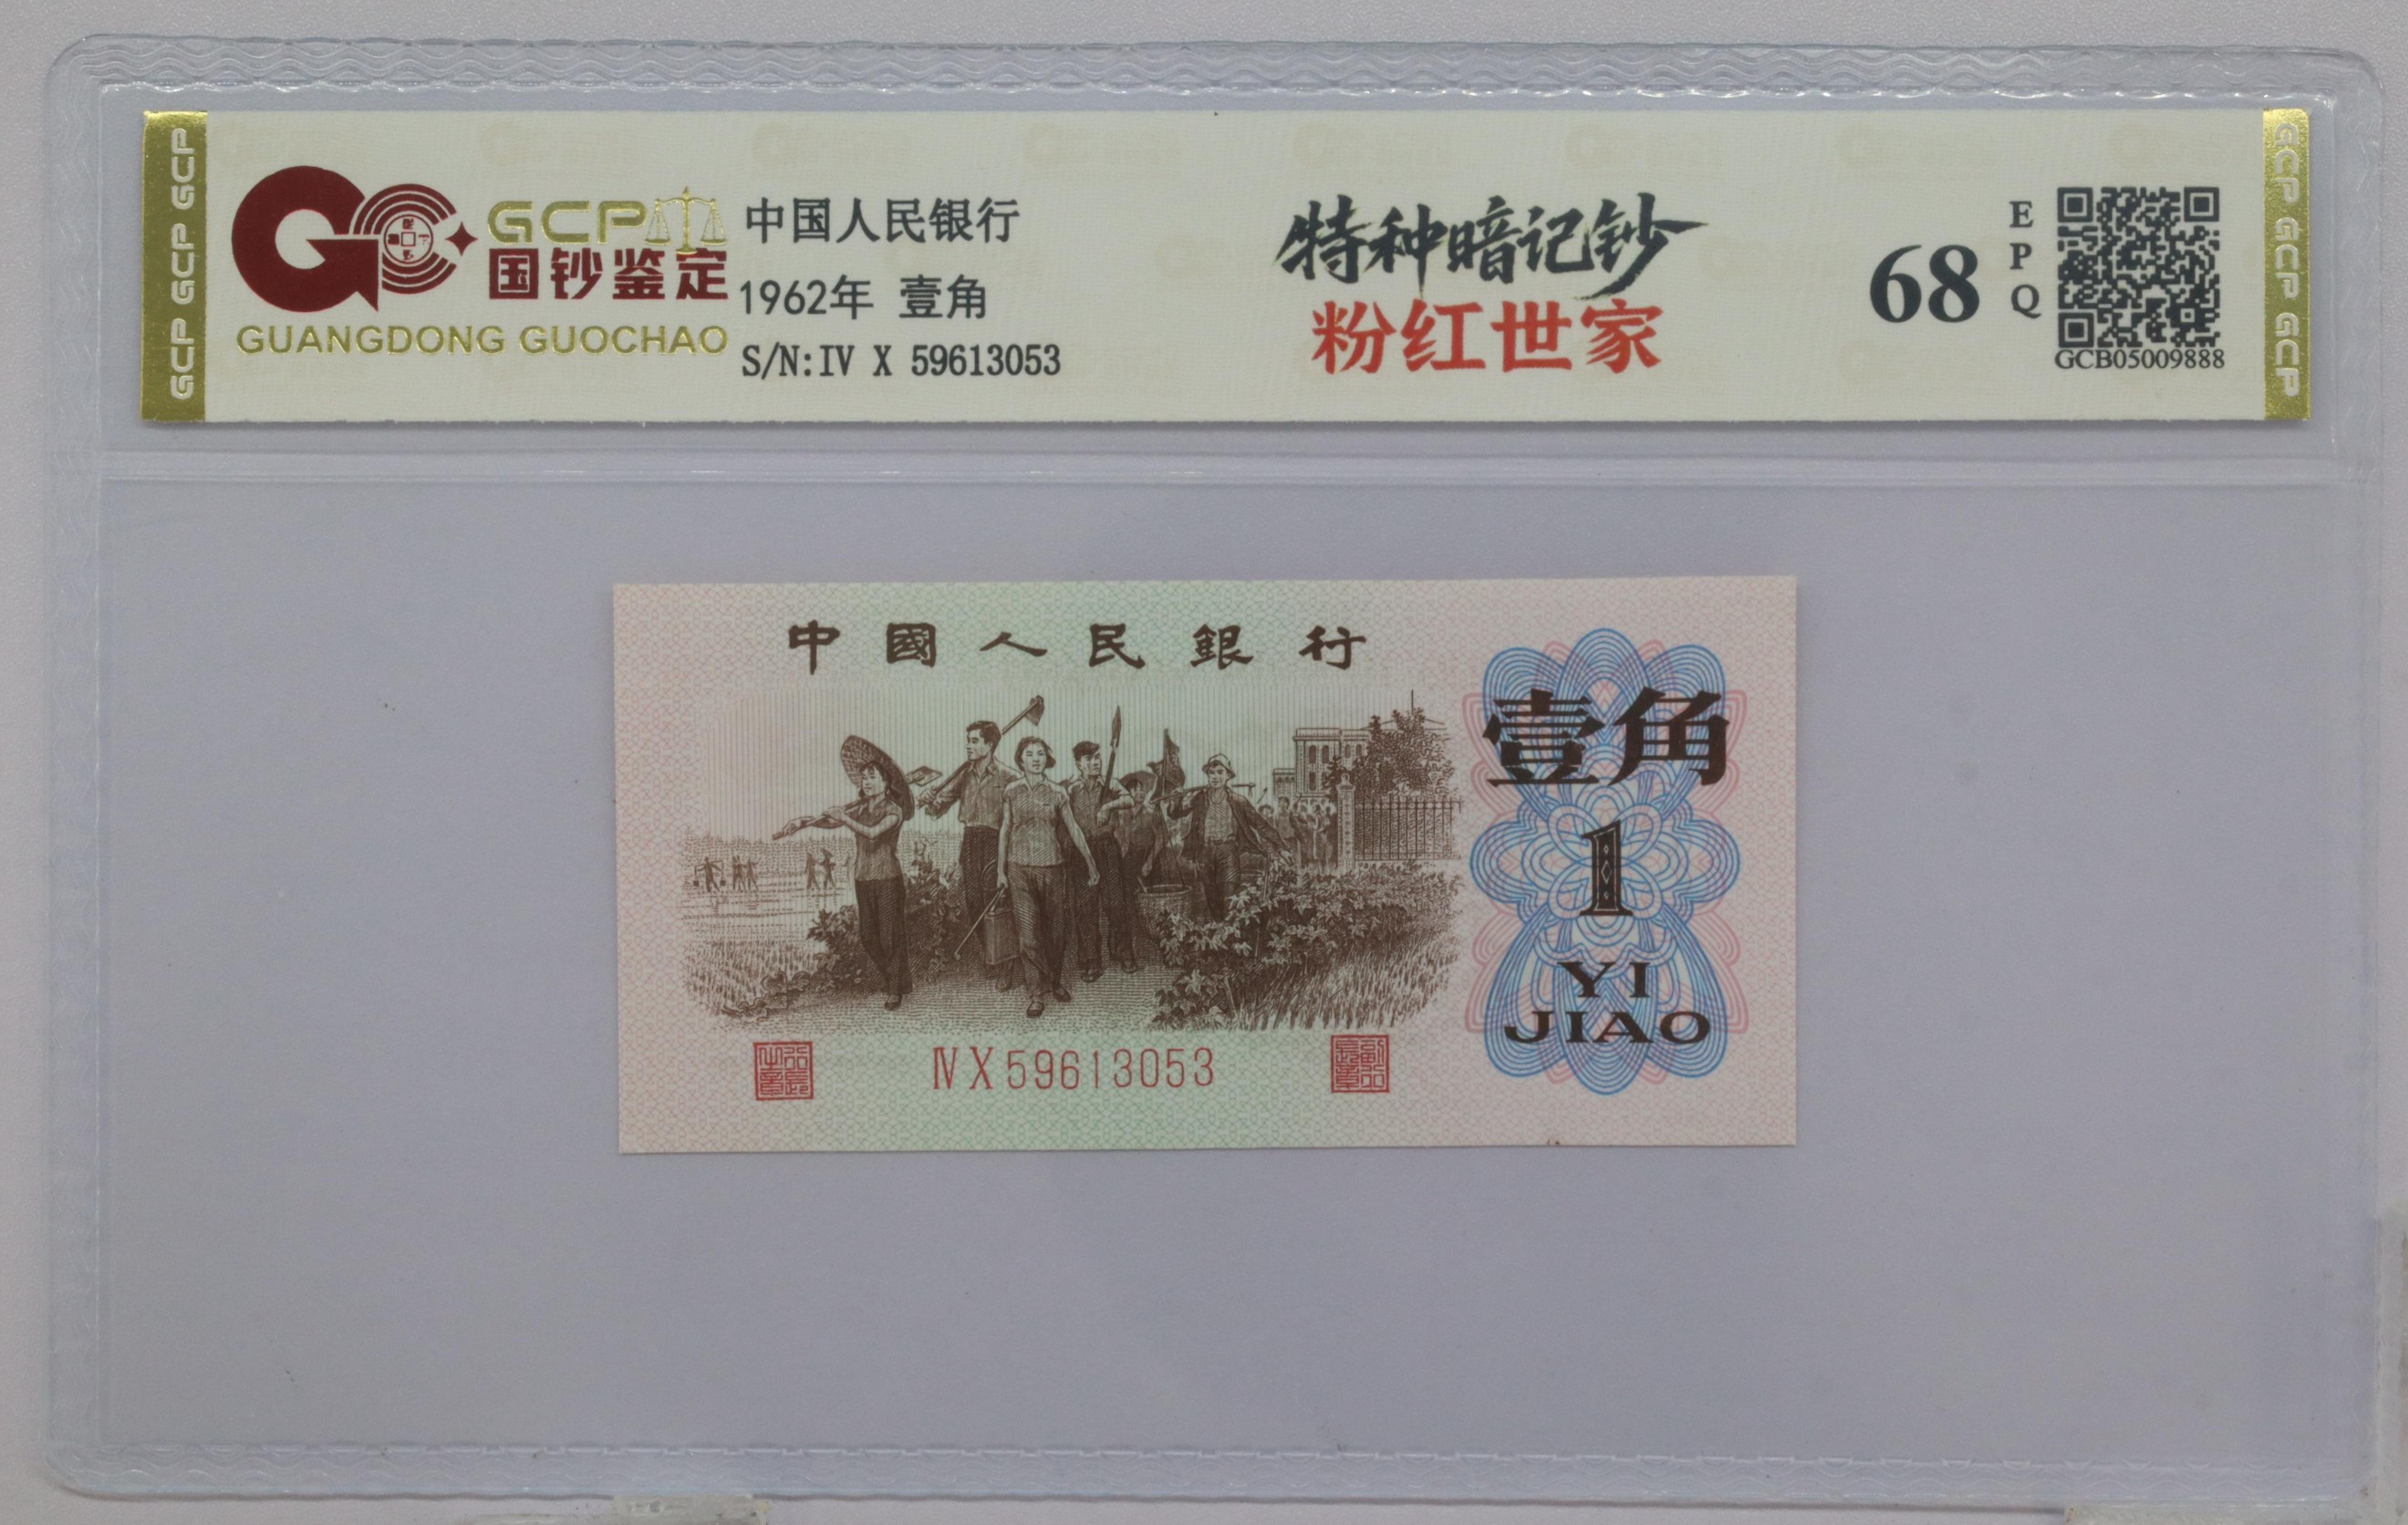 GCP GCP GCP
GCP
国钞鉴定
GUANGDONG GUOCHAO
中国人民银行
1962年 壹角
S/N:IV X 59613053
特种暗记钞
粉红世家
68
EPQ
GCB05009888
GCP GCP GCP
中國人民銀行
壹角
1
YI
JIAO
ⅣX59613053